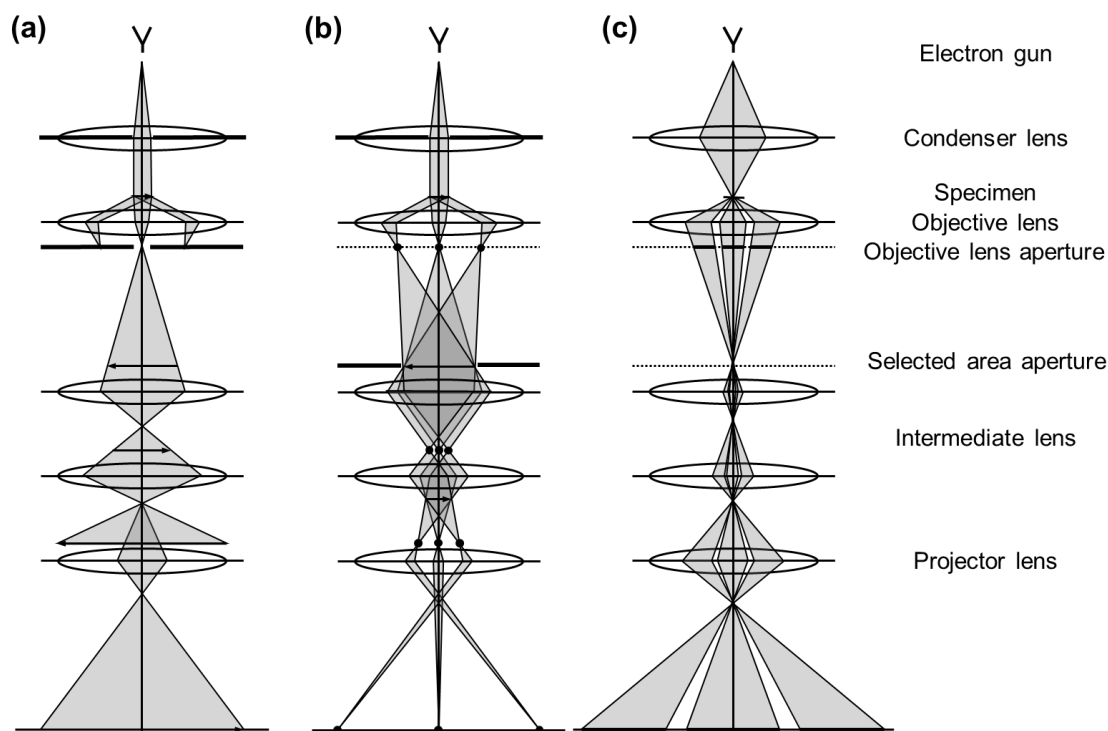 (a)
(b)
(c)
Electron gun
Condenser lens
Specimen
Objective lens
Objective lens aperture
Selected area aperture
Intermediate lens
Projector lens